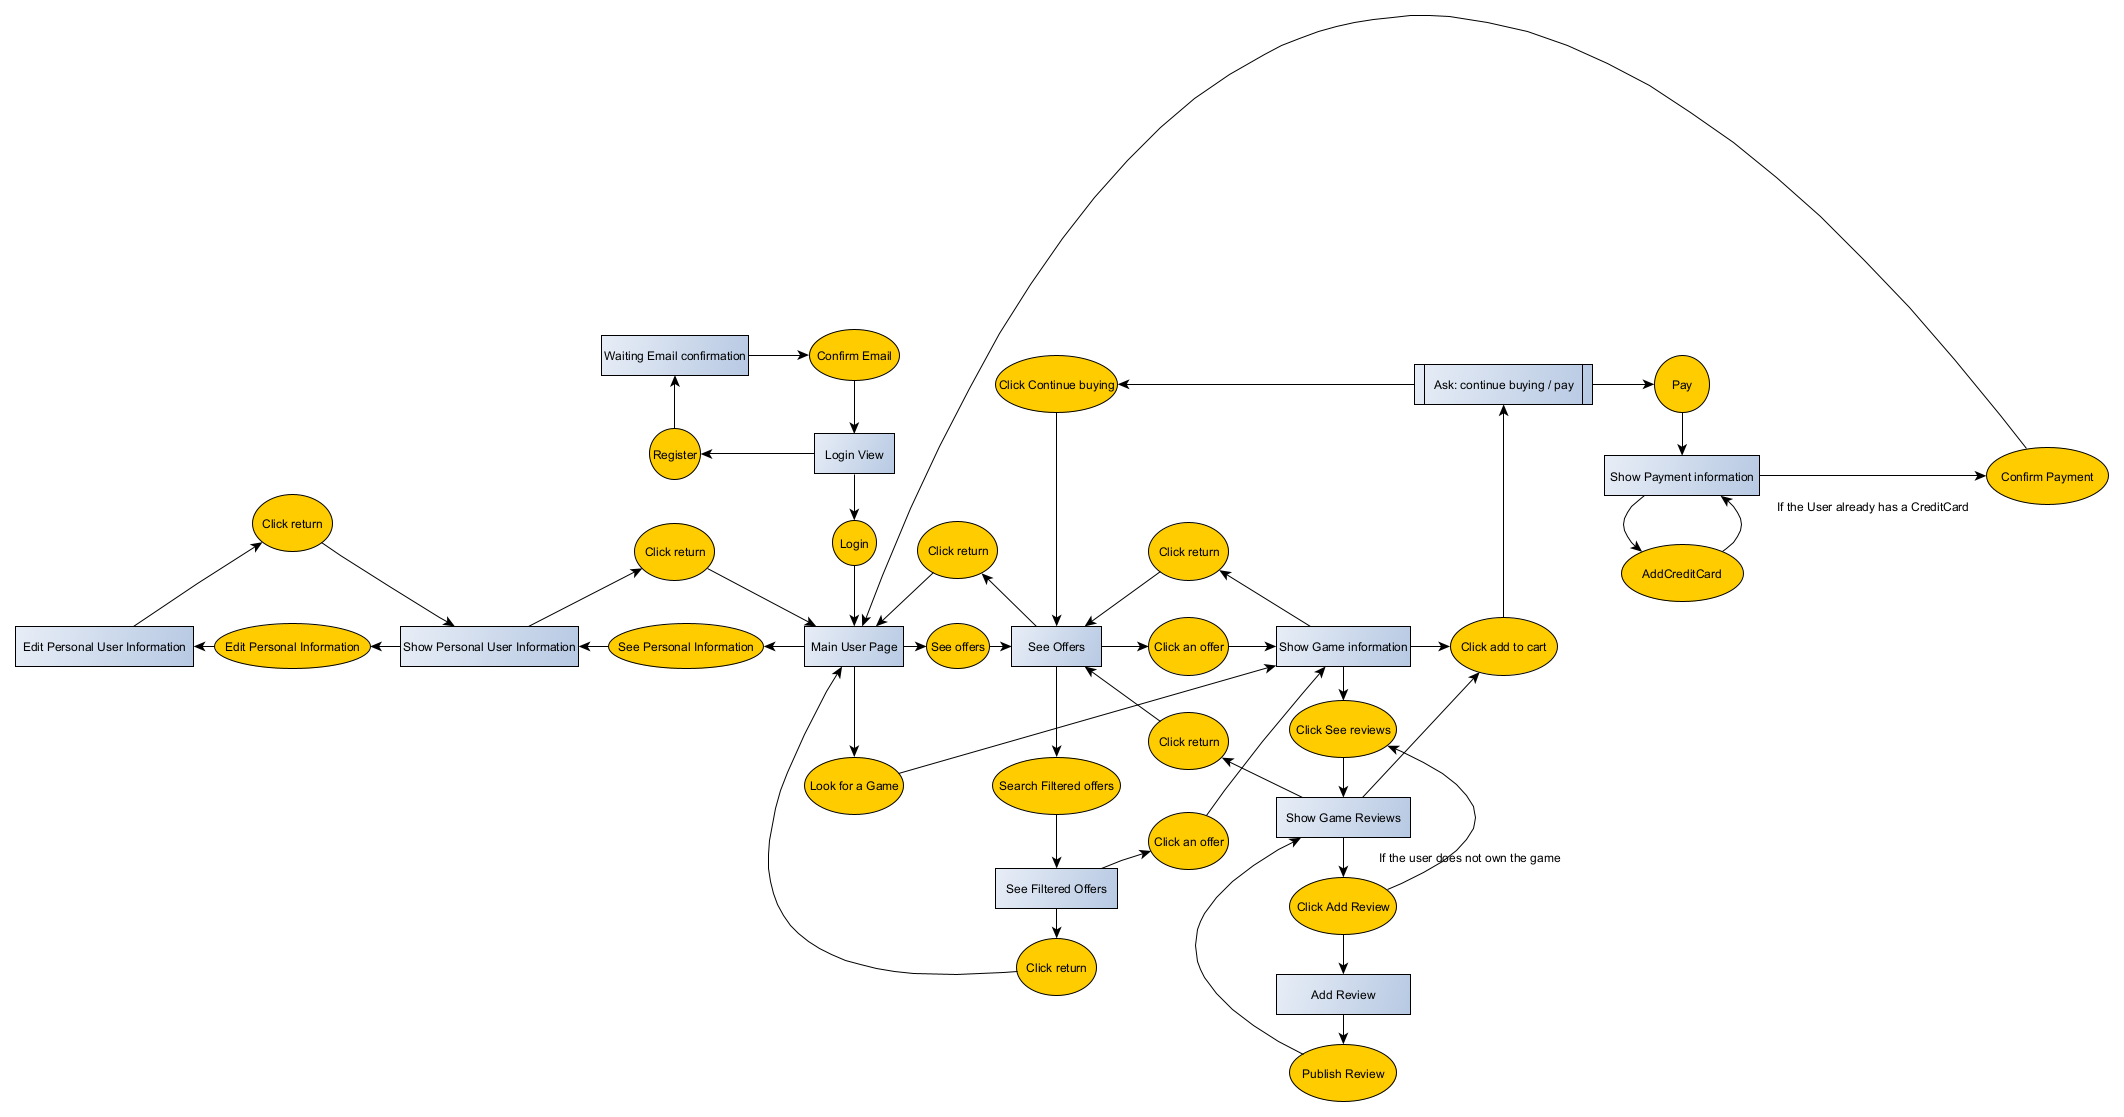 Waiting Email confirmation
Confirm Email
Click Continue buying
Ask: continue buying / pay
Pay
Register
Login View
Show Payment information
Confirm Payment
If the User already has a CreditCard
Click return
Click return
Login
Click return
Click return
AddCreditCard
Edit Personal User Information
Edit Personal Information
Show Personal User Information
See Personal Information
Main User Page
See offers
See Offers
Click an offer
Show Game information
Click add to cart
Click See reviews
Click return
Look for a Game
Search Filtered offers
Show Game Reviews
Click an offer
If the user does not own the game
See Filtered Offers
Click Add Review
Click return
Add Review
Publish Review